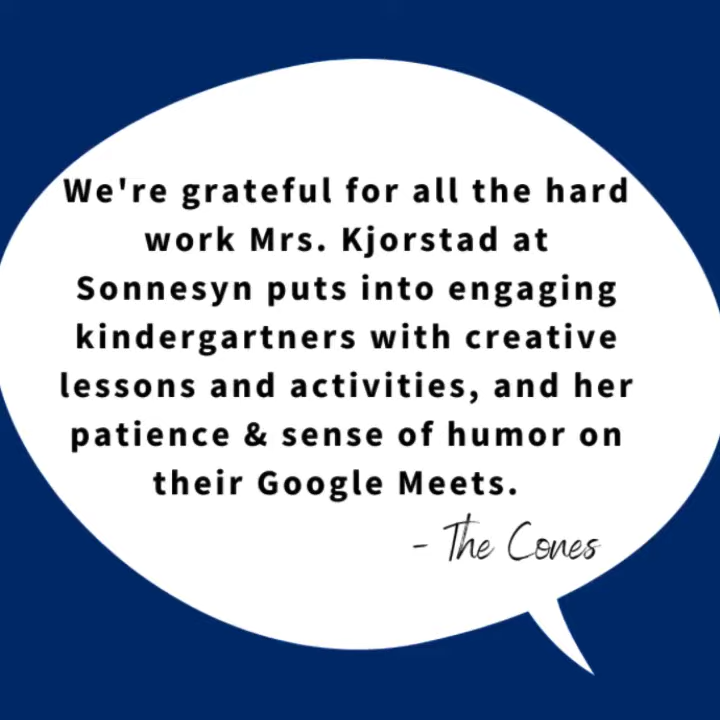 We're grateful for all the hard
work Mrs. Kjorstad at
Sonnesyn puts into engaging
kindergartners with creative
lessons and activities, and her
patience & sense of humor on
their Google Meets.
- The Cones